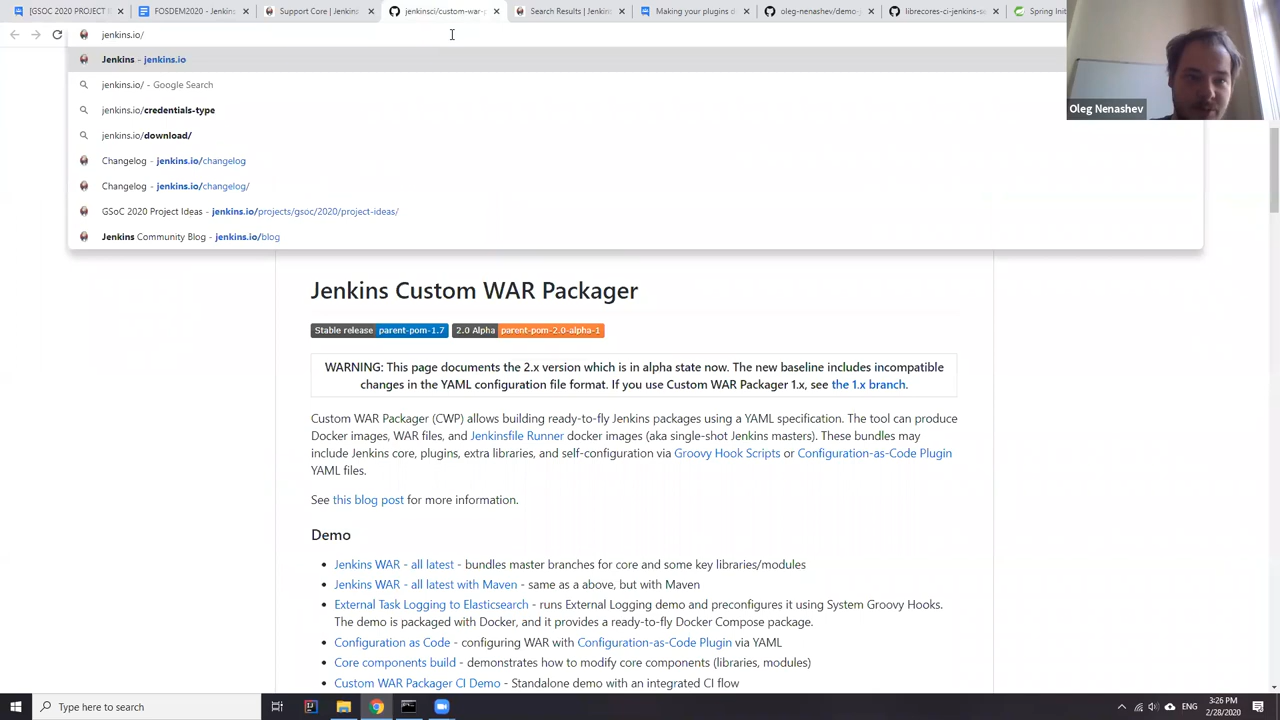 [GSOC 2020 PROJECT] Je
FOSDEM2020 - Jenkins
Support Core | Jenkins
jenkinsci/custom-war-p
Search Results | Jenkins
Making your plugins d
oleg-nenashev/demo-j
librecores-ci-jenkins-se
Spring Init
jenkins.io/
Jenkins - jenkins.io
jenkins.io/ - Google Search
jenkins.io/credentials-type
jenkins.io/download/
Changelog - jenkins.io/changelog
Changelog - jenkins.io/changelog/
GSoC 2020 Project Ideas - jenkins.io/projects/gsoc/2020/project-ideas/
Jenkins Community Blog - jenkins.io/blog
Oleg Nenashev
Jenkins Custom WAR Packager
Stable release parent-pom-1.7 2.0 Alpha parent-pom-2.0-alpha-1
WARNING: This page documents the 2.x version which is in alpha state now. The new baseline includes incompatible
changes in the YAML configuration file format. If you use Custom WAR Packager 1.x, see the 1.x branch.
Custom WAR Packager (CWP) allows building ready-to-fly Jenkins packages using a YAML specification. The tool can produce
Docker images, WAR files, and Jenkinsfile Runner docker images (aka single-shot Jenkins masters). These bundles may
include Jenkins core, plugins, extra libraries, and self-configuration via Groovy Hook Scripts or Configuration-as-Code Plugin
YAML files.
See this blog post for more information.
Demo
Jenkins WAR - all latest - bundles master branches for core and some key libraries/modules
Jenkins WAR - all latest with Maven - same as a above, but with Maven
External Task Logging to Elasticsearch - runs External Logging demo and preconfigures it using System Groovy Hooks.
The demo is packaged with Docker, and it provides a ready-to-fly Docker Compose package.
Configuration as Code - configuring WAR with Configuration-as-Code Plugin via YAML
Core components build - demonstrates how to modify core components (libraries, modules)
Custom WAR Packager CI Demo - Standalone demo with an integrated CI flow
Type here to search
ENG
3:26 PM
2/28/2020